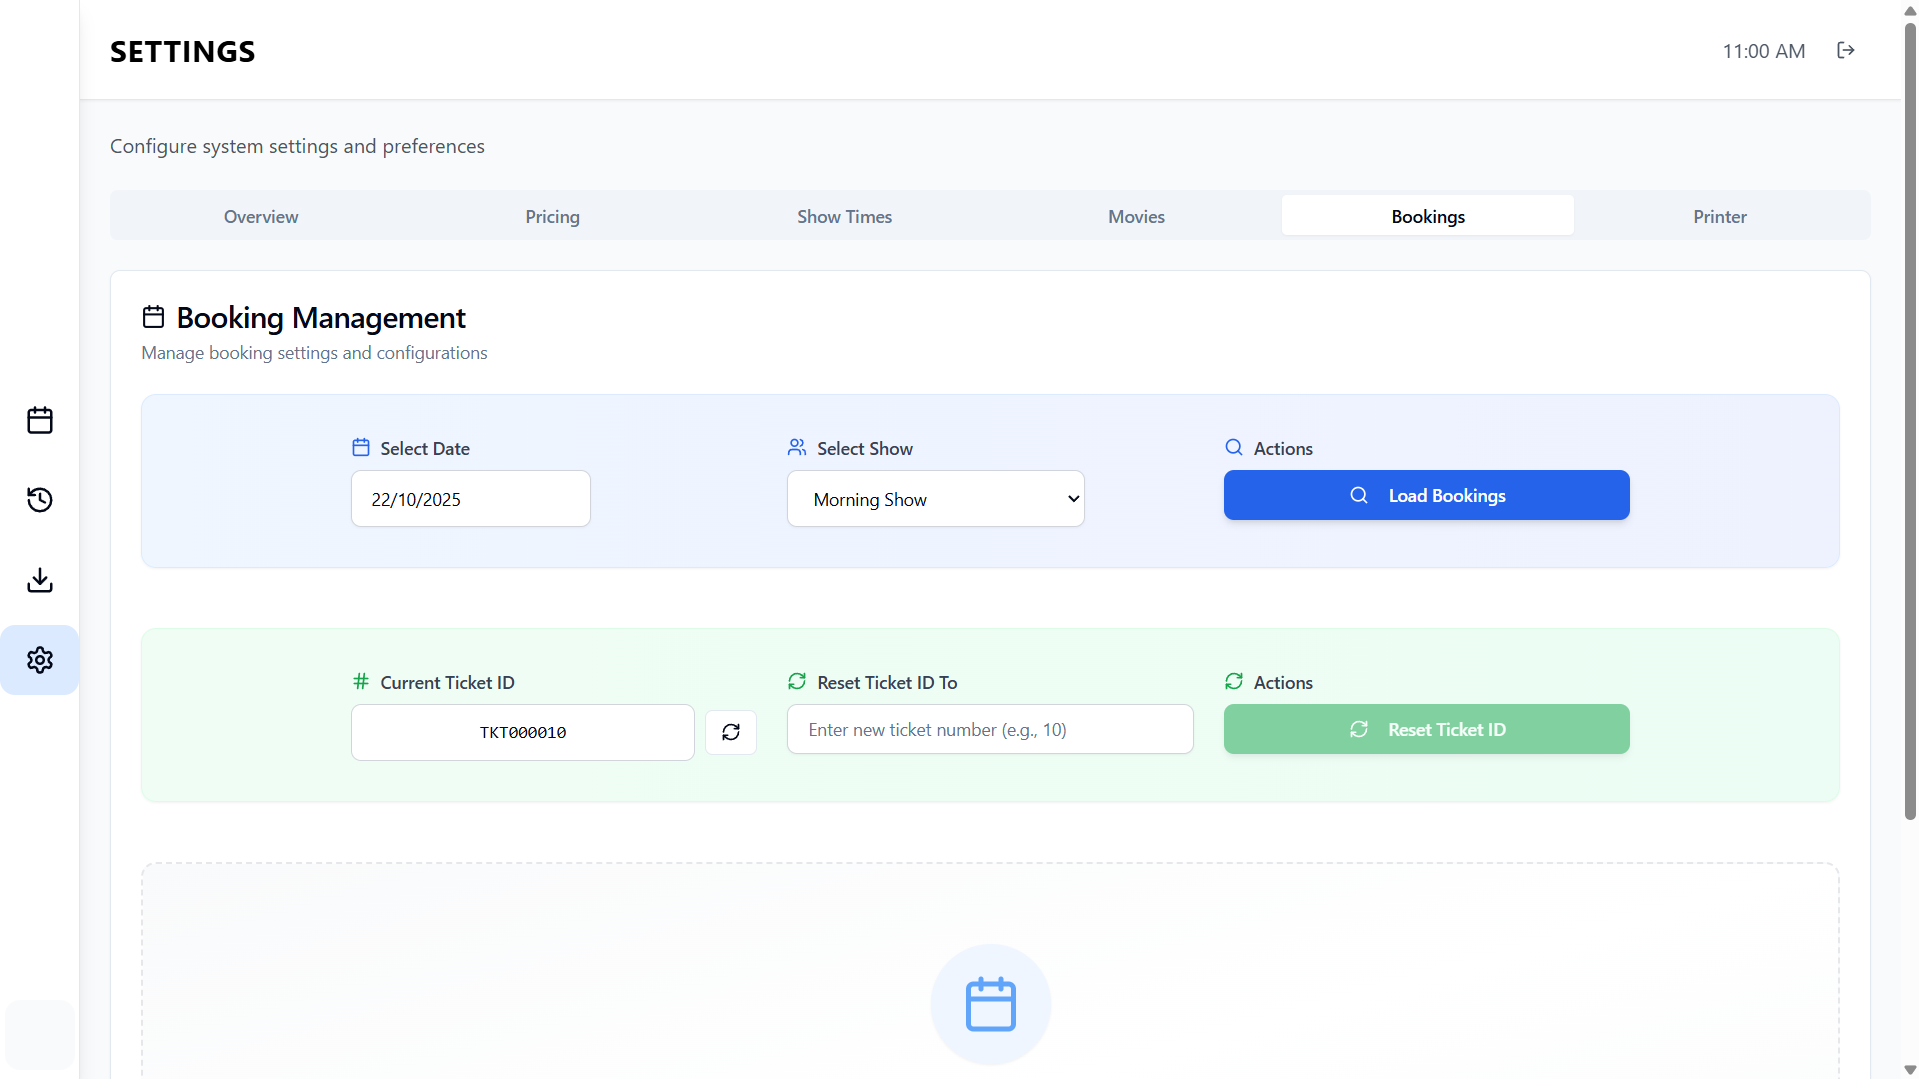 SETTINGS
11:00 AM
Configure system settings and preferences
Overview
Pricing
Show Times
Movies
Bookings
Printer
Booking Management
Manage booking settings and configurations
Select Date
Select Show
Actions
22/10/2025
Morning Show
Load Bookings
Current Ticket ID
Reset Ticket ID To
Actions
TKT000010
Enter new ticket number (e.g., 10)
Reset Ticket ID